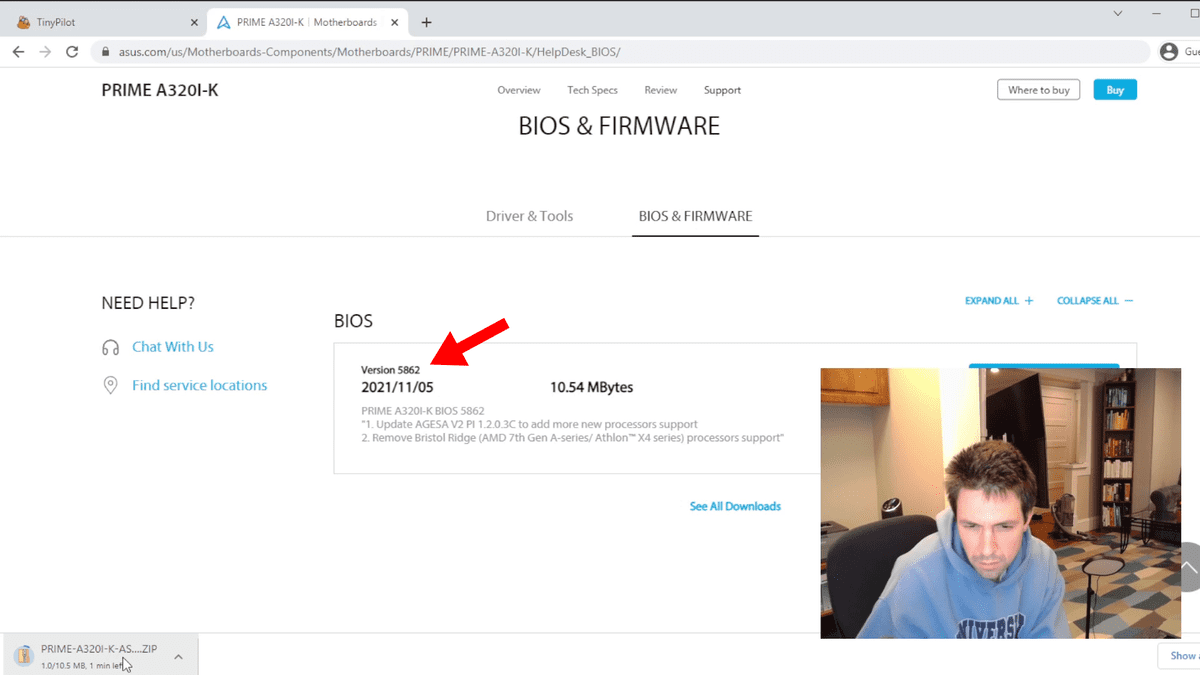 TinyPilot
PRIME A320I-K | Motherboards
asus.com/us/Motherboards-Components/Motherboards/PRIME/PRIME-A320I-K/HelpDesk_BIOS/
PRIME A320I-K
Overview Tech Specs Review Support
Where to buy Buy
BIOS & FIRMWARE
Driver & Tools BIOS & FIRMWARE
NEED HELP?
Chat With Us
Find service locations
EXPAND ALL + COLLAPSE ALL −
BIOS
Version 5862
2021/11/05 10.54 MBytes
PRIME A320I-K BIOS 5862
"1. Update AGESA V2 PI 1.2.0.3C to add more new processors support
2. Remove Bristol Ridge (AMD 7th Gen A-series/ Athlon™ X4 series) processors support"
See All Downloads
PRIME-A320I-K-AS....ZIP
1.0/10.5 MB, 1 min left
Show